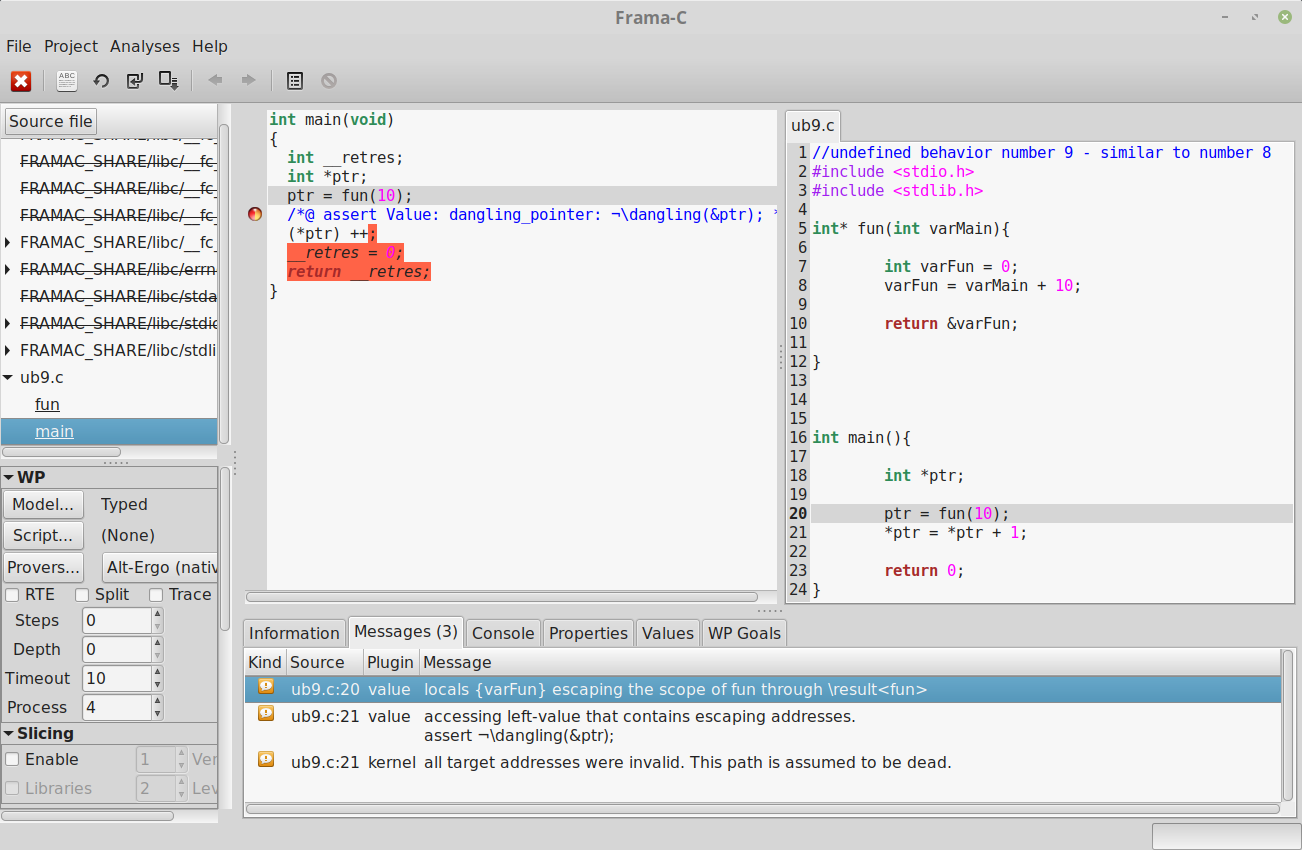 Frama-C
File Project Analyses Help
ABC
Source file
FRAMAC_SHARE/libc/__fc_
FRAMAC_SHARE/libc/__fc_
FRAMAC_SHARE/libc/__fc_
FRAMAC_SHARE/libc/__fc_
FRAMAC_SHARE/libc/__fc_
FRAMAC_SHARE/libc/errn
FRAMAC_SHARE/libc/stda
FRAMAC_SHARE/libc/stdio
FRAMAC_SHARE/libc/stdli
ub9.c
fun
main
WP
Model... Typed
Script... (None)
Provers... Alt-Ergo (nativ
RTE Split Trace
Steps 0
Depth 0
Timeout 10
Process 4
Slicing
Enable 1 Ver
Libraries 2 Lev
int main(void)
{
int __retres;
int *ptr;
ptr = fun(10);
/*@ assert Value: dangling_pointer: ¬\dangling(&ptr); *
(*ptr) ++;
__retres = 0;
return __retres;
}
ub9.c
1 //undefined behavior number 9 - similar to number 8
2 #include <stdio.h>
3 #include <stdlib.h>
4
5 int* fun(int varMain){
6
7 int varFun = 0;
8 varFun = varMain + 10;
9
10 return &varFun;
11
12 }
13
14
15
16 int main(){
17
18 int *ptr;
19
20 ptr = fun(10);
21 *ptr = *ptr + 1;
22
23 return 0;
24 }
Information Messages (3) Console Properties Values WP Goals
Kind Source Plugin Message
ub9.c:20 value locals {varFun} escaping the scope of fun through \result<fun>
ub9.c:21 value accessing left-value that contains escaping addresses.
assert ¬\dangling(&ptr);
ub9.c:21 kernel all target addresses were invalid. This path is assumed to be dead.